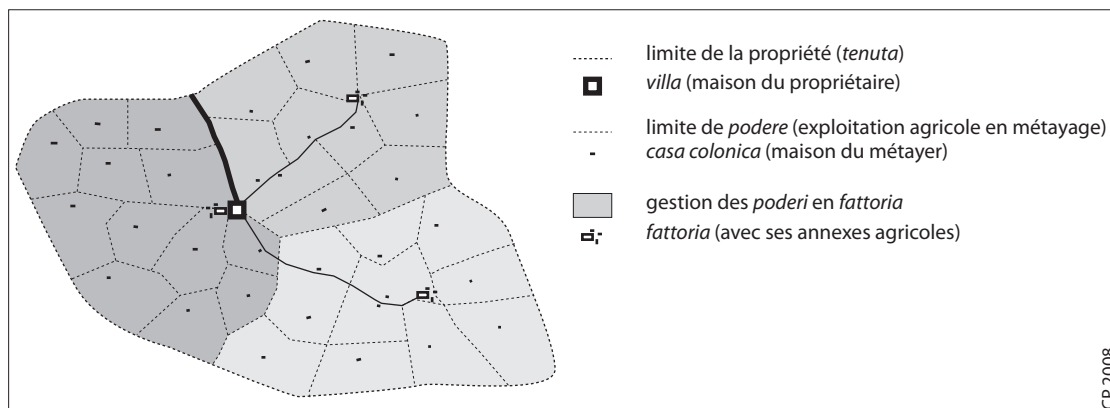 limite de la propriété (tenuta)
villa (maison du propriétaire)
limite de podere (exploitation agricole en métayage)
casa colonica (maison du métayer)
gestion des poderi en fattoria
fattoria (avec ses annexes agricoles)
CP 2008